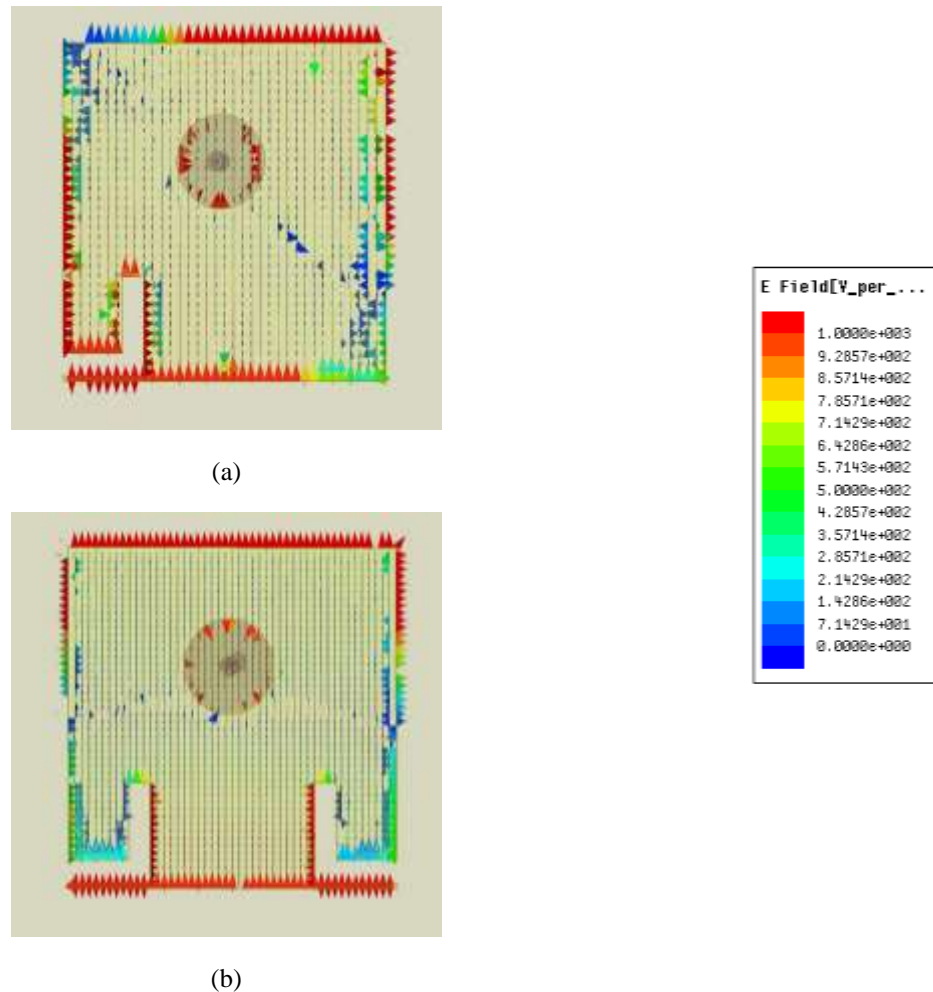 (a)
E Field[V_per_...
1.0000e+003
9.2857e+002
8.5714e+002
7.8571e+002
7.1429e+002
6.4286e+002
5.7143e+002
5.0000e+002
4.2857e+002
3.5714e+002
2.8571e+002
2.1429e+002
1.4286e+002
7.1429e+001
0.0000e+000
(b)